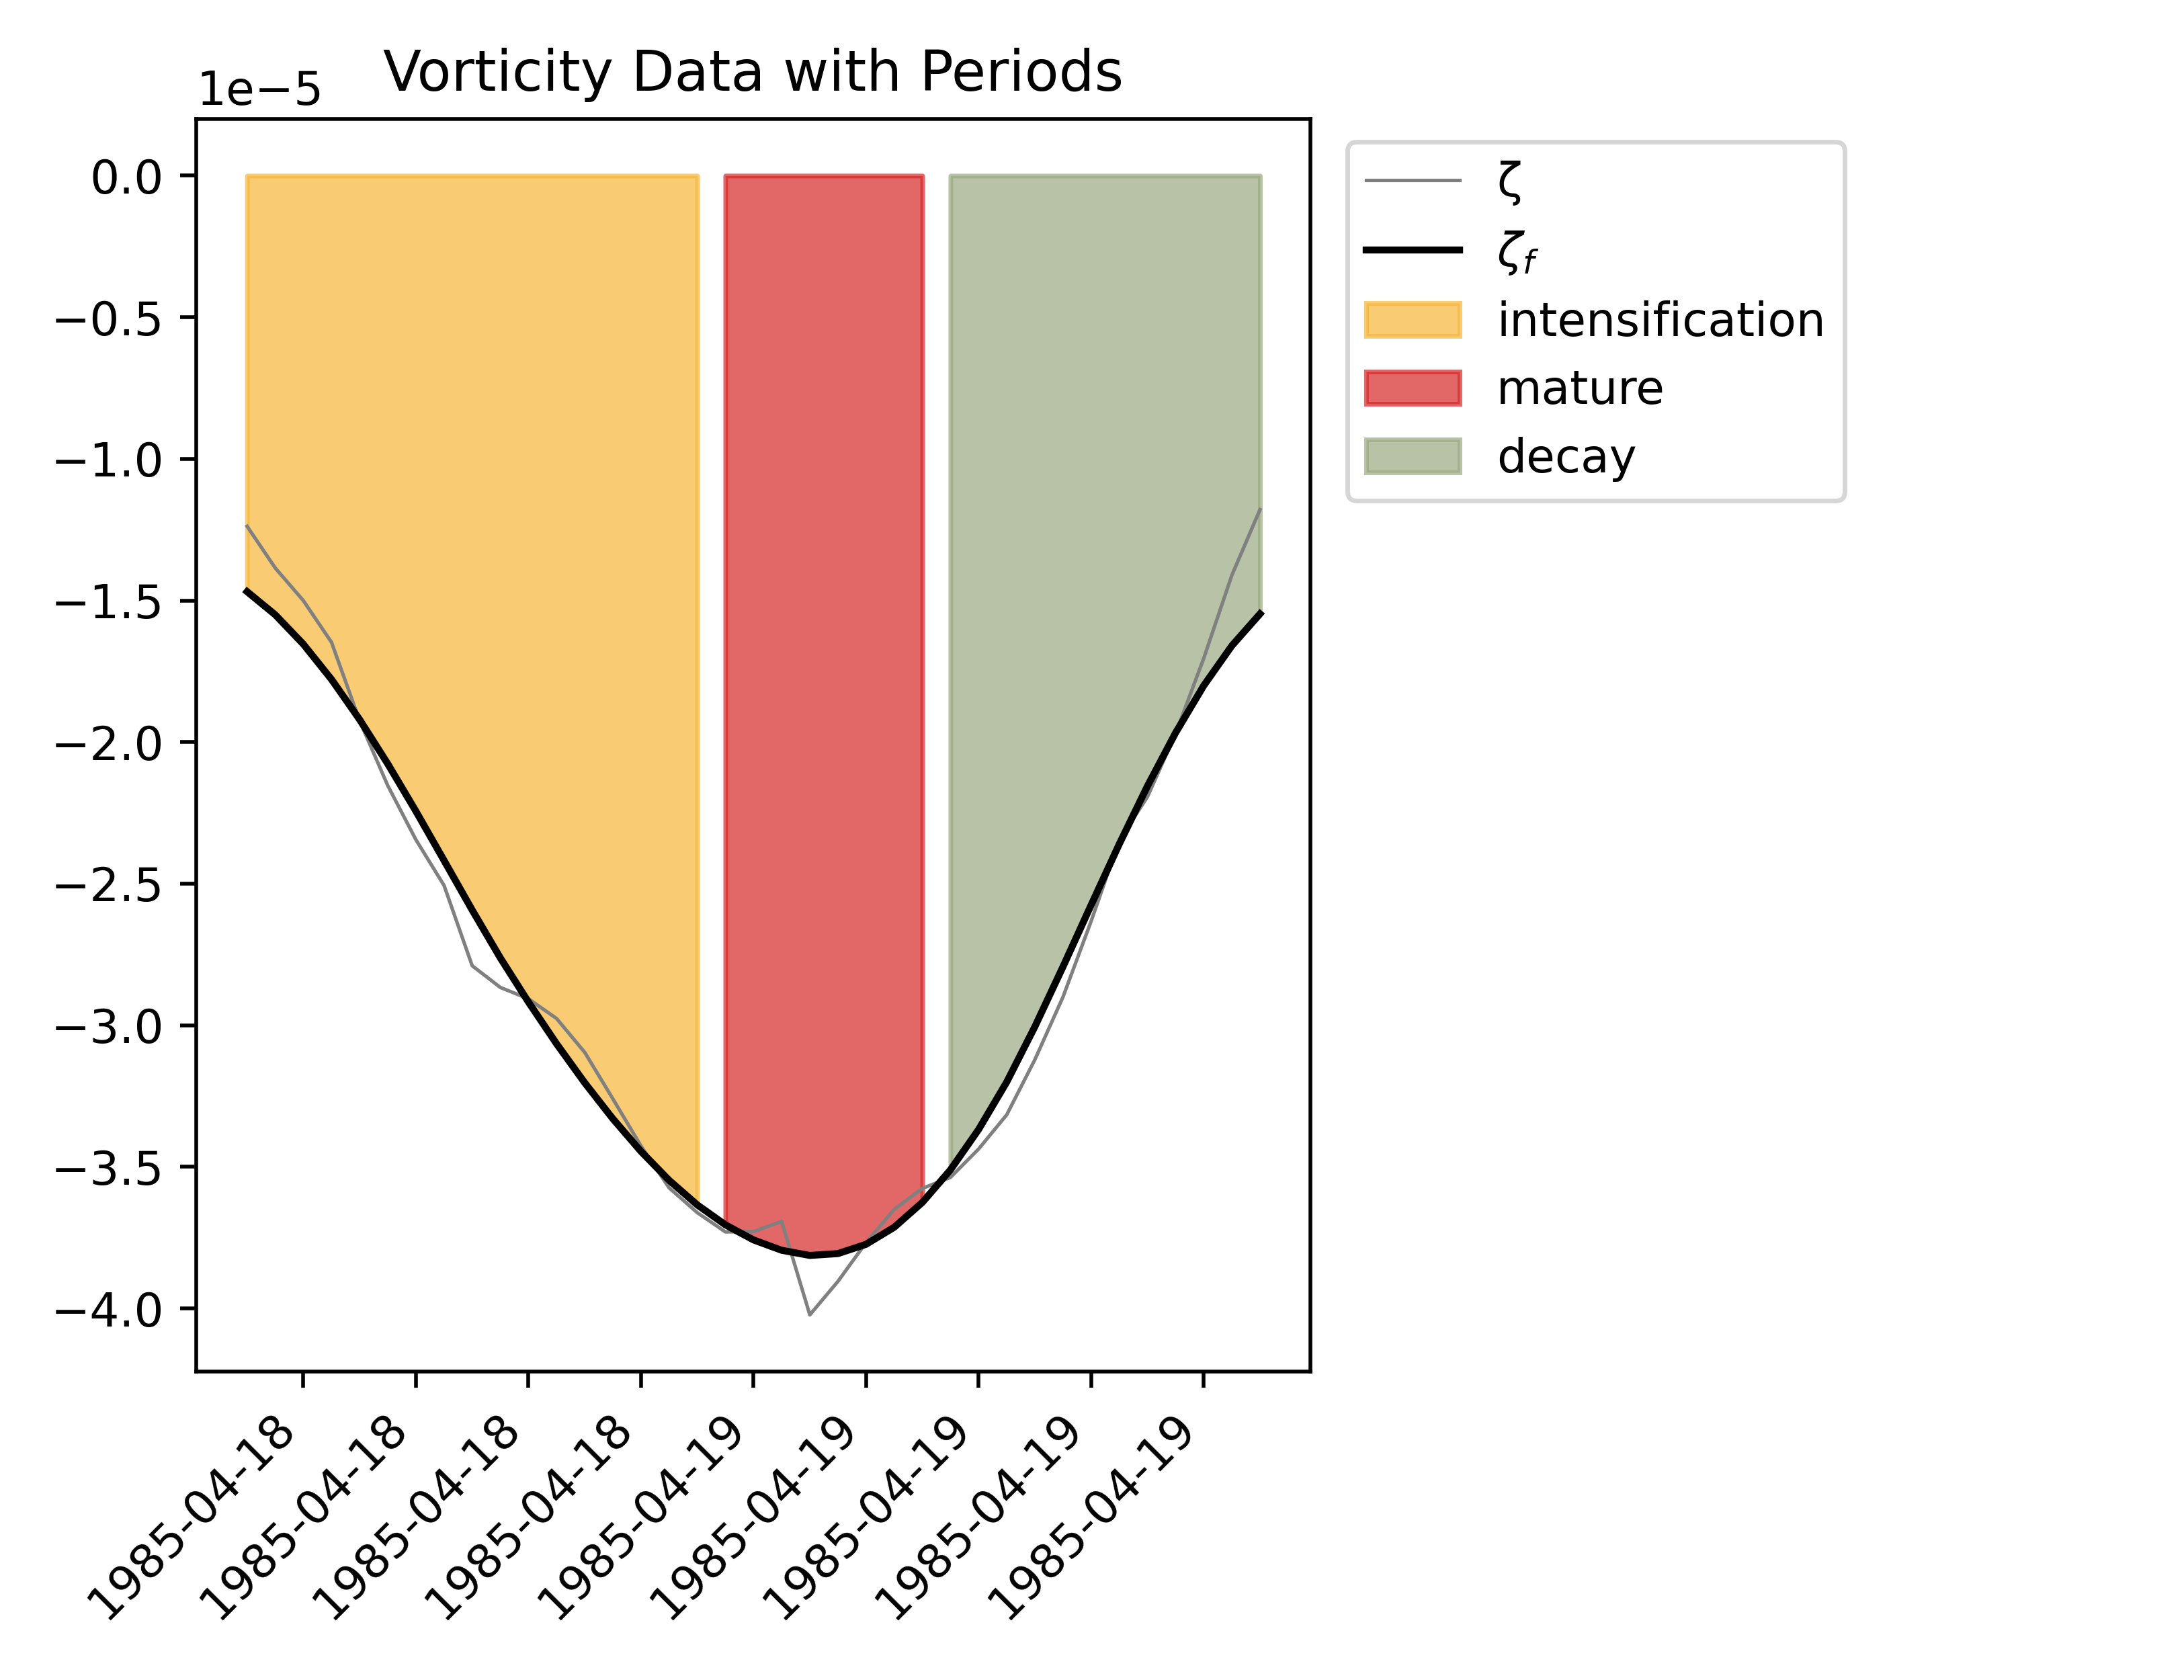 Vorticity Data with Periods
1e−5
0.0
−0.5
−1.0
−1.5
−2.0
−2.5
−3.0
−3.5
−4.0
1985-04-18
1985-04-18
1985-04-18
1985-04-18
1985-04-19
1985-04-19
1985-04-19
1985-04-19
1985-04-19
ζ
ζf
intensification
mature
decay